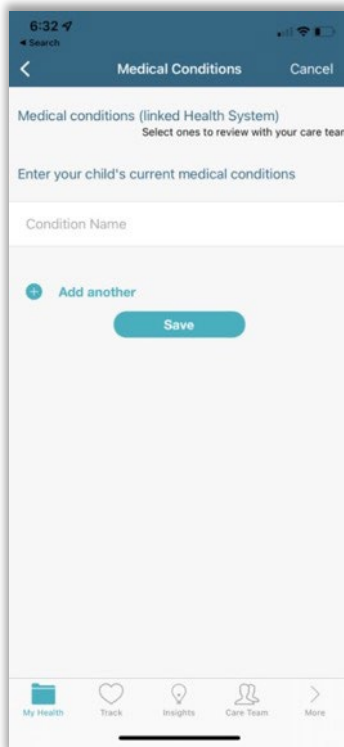 6:32
◀ Search
Medical Conditions
Cancel
Medical conditions (linked Health System)
Select ones to review with your care team
Enter your child's current medical conditions
Condition Name
Add another
Save
My Health
Track
Insights
Care Team
More